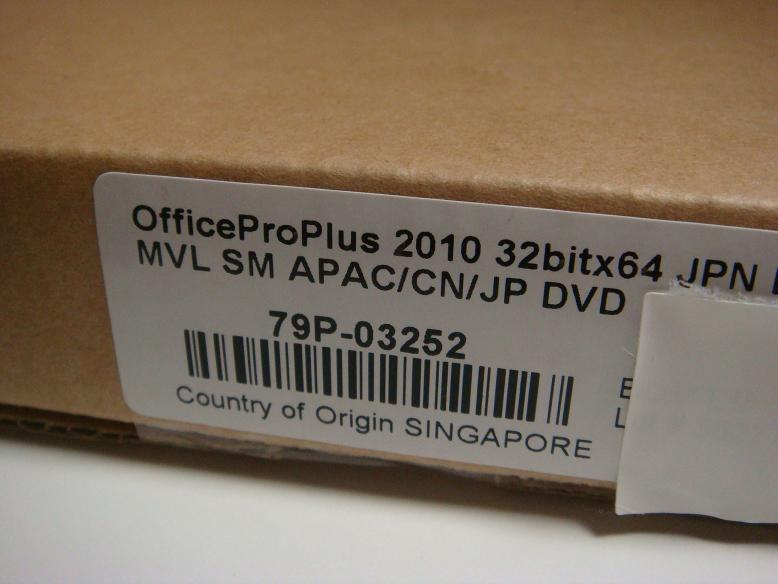 OfficeProPlus 2010 32bitx64 JPN
MVL SM APAC/CN/JP DVD
79P-03252
Country of Origin SINGAPORE